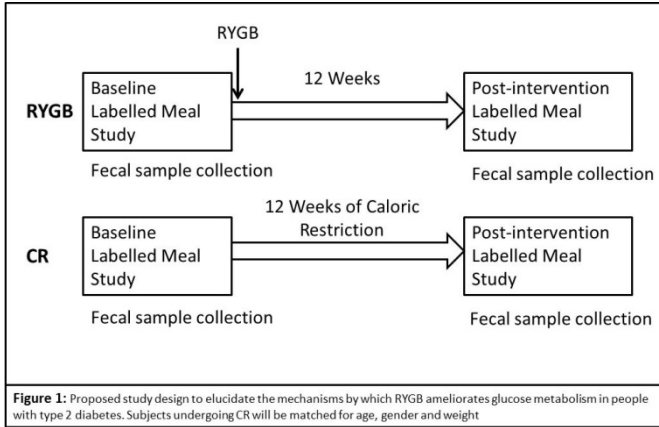 RYGB
Baseline
Labelled Meal
Study
12 Weeks
Post-intervention
Labelled Meal
Study
RYGB
Fecal sample collection
Fecal sample collection
12 Weeks of Caloric
Restriction
Baseline
Labelled Meal
Study
Post-intervention
Labelled Meal
Study
CR
Fecal sample collection
Fecal sample collection
Figure 1: Proposed study design to elucidate the mechanisms by which RYGB ameliorates glucose metabolism in people
with type 2 diabetes. Subjects undergoing CR will be matched for age, gender and weight